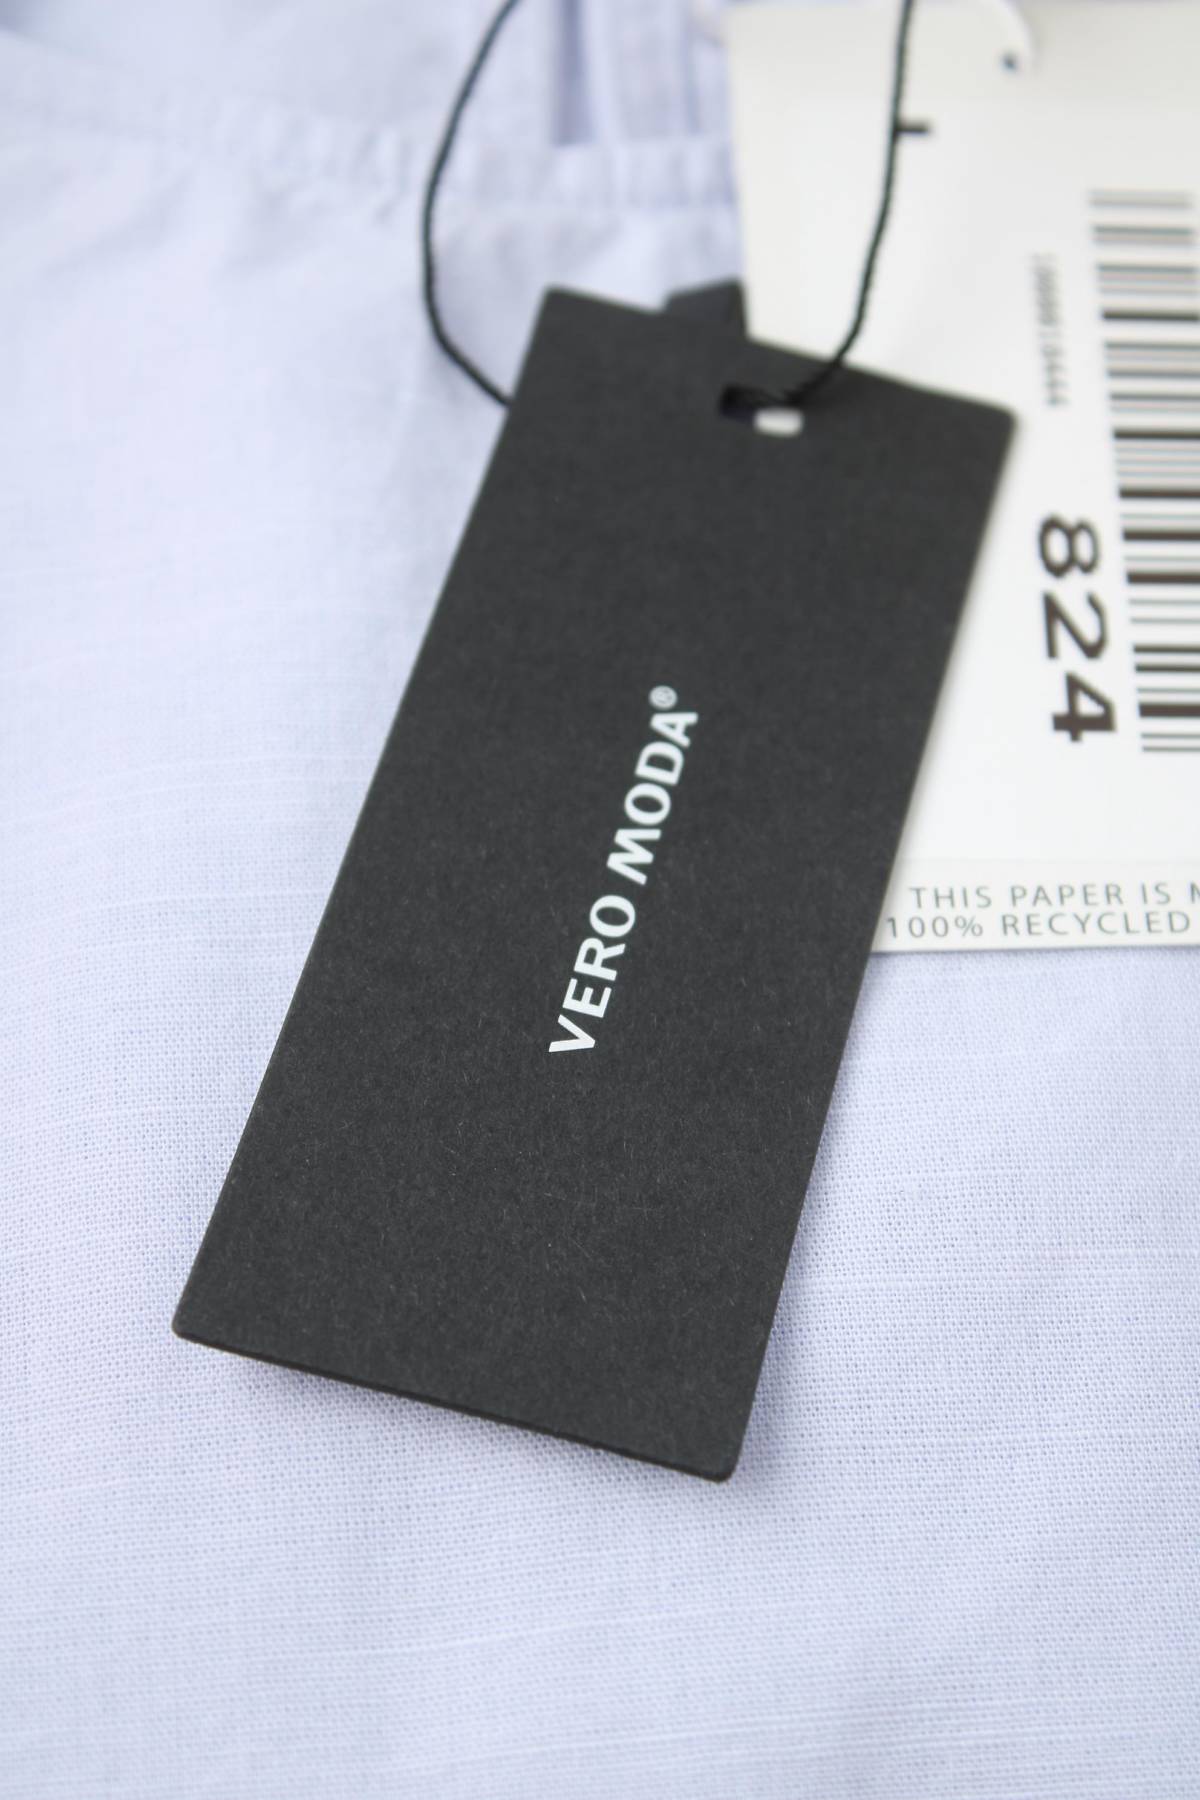 VERO MODA®
824
THIS PAPER IS
100% RECYCLED